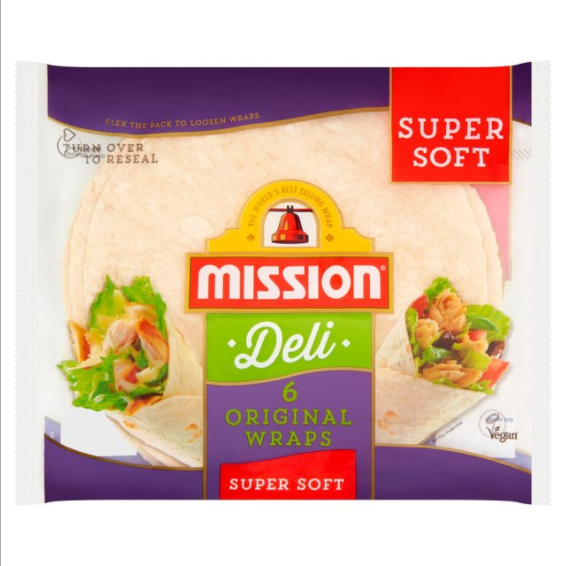 FLEX THE PACK TO LOOSEN WRAPS
SUPER
SOFT
TURN OVER
TO RESEAL
THE WORLD'S BEST SELLING WRAP
MISSION®
Deli
6
ORIGINAL
WRAPS
Vegan
SUPER SOFT